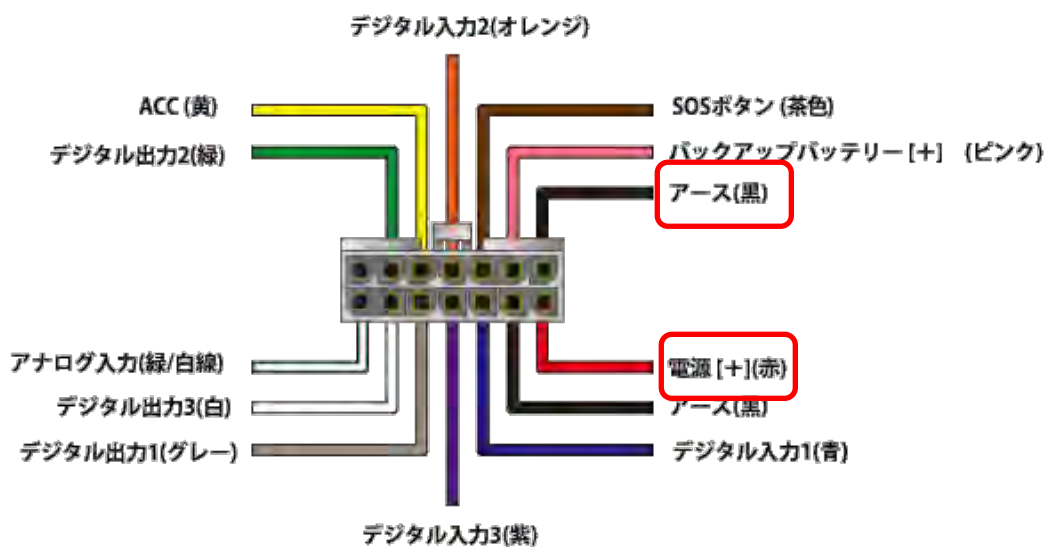 デジタル入力2(オレンジ)
ACC (黄)
SOSボタン (茶色)
デジタル出力2(緑)
バックアップバッテリー [+] (ピンク)
アース(黒)
アナログ入力(緑/白線)
電源 [+](赤)
デジタル出力3(白)
アース(黒)
デジタル出力1(グレー)
デジタル入力1(青)
デジタル入力3(紫)